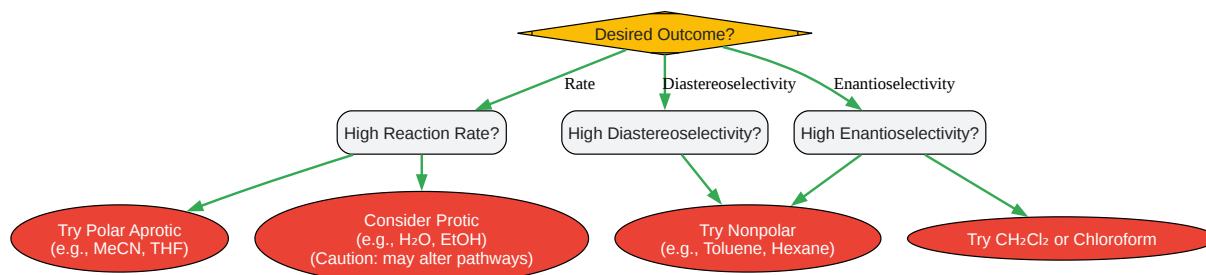 Desired Outcome?
Rate
Diastereoselectivity
Enantioselectivity
High Reaction Rate?
High Diastereoselectivity?
High Enantioselectivity?
Try Polar Aprotic
(e.g., MeCN, THF)
Consider Protic
(e.g., H₂O, EtOH)
(Caution: may alter pathways)
Try Nonpolar
(e.g., Toluene, Hexane)
Try CH₂Cl₂ or Chloroform